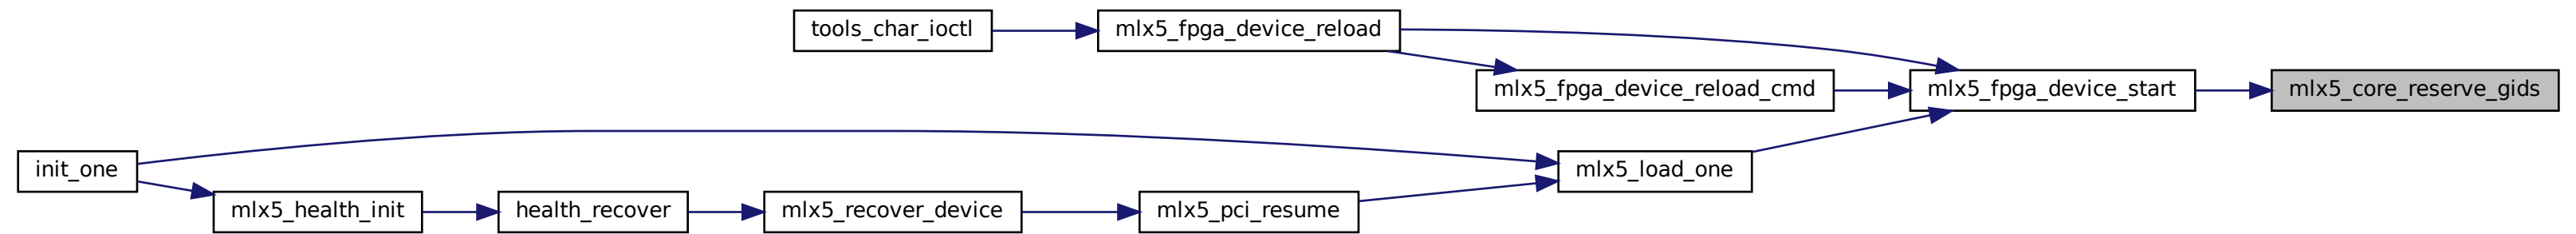 tools_char_ioctl
mlx5_fpga_device_reload
mlx5_fpga_device_reload_cmd
mlx5_fpga_device_start
mlx5_core_reserve_gids
init_one
mlx5_load_one
mlx5_health_init
health_recover
mlx5_recover_device
mlx5_pci_resume